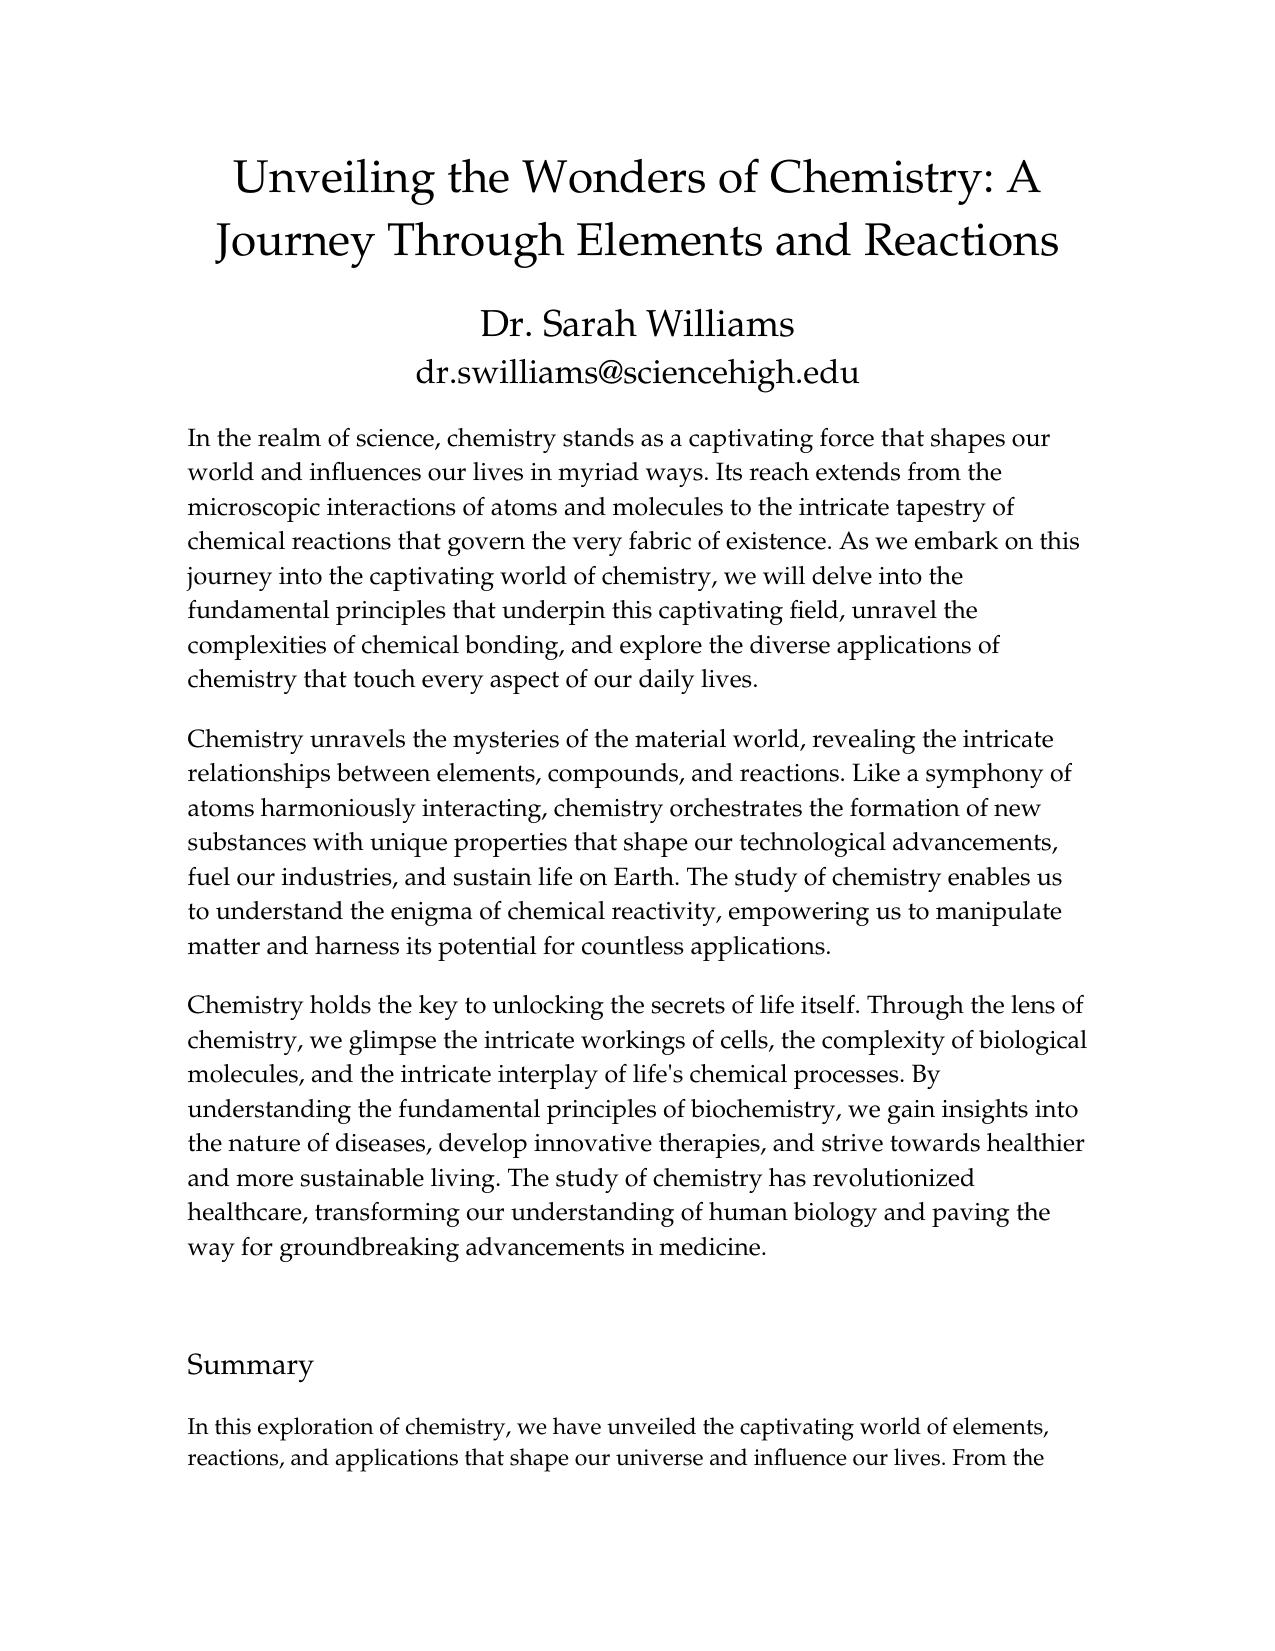 Unveiling the Wonders of Chemistry: A
Journey Through Elements and Reactions
Dr. Sarah Williams
dr.swilliams@sciencehigh.edu
In the realm of science, chemistry stands as a captivating force that shapes our
world and influences our lives in myriad ways. Its reach extends from the
microscopic interactions of atoms and molecules to the intricate tapestry of
chemical reactions that govern the very fabric of existence. As we embark on this
journey into the captivating world of chemistry, we will delve into the
fundamental principles that underpin this captivating field, unravel the
complexities of chemical bonding, and explore the diverse applications of
chemistry that touch every aspect of our daily lives.
Chemistry unravels the mysteries of the material world, revealing the intricate
relationships between elements, compounds, and reactions. Like a symphony of
atoms harmoniously interacting, chemistry orchestrates the formation of new
substances with unique properties that shape our technological advancements,
fuel our industries, and sustain life on Earth. The study of chemistry enables us
to understand the enigma of chemical reactivity, empowering us to manipulate
matter and harness its potential for countless applications.
Chemistry holds the key to unlocking the secrets of life itself. Through the lens of
chemistry, we glimpse the intricate workings of cells, the complexity of biological
molecules, and the intricate interplay of life's chemical processes. By
understanding the fundamental principles of biochemistry, we gain insights into
the nature of diseases, develop innovative therapies, and strive towards healthier
and more sustainable living. The study of chemistry has revolutionized
healthcare, transforming our understanding of human biology and paving the
way for groundbreaking advancements in medicine.
Summary
In this exploration of chemistry, we have unveiled the captivating world of elements,
reactions, and applications that shape our universe and influence our lives. From the